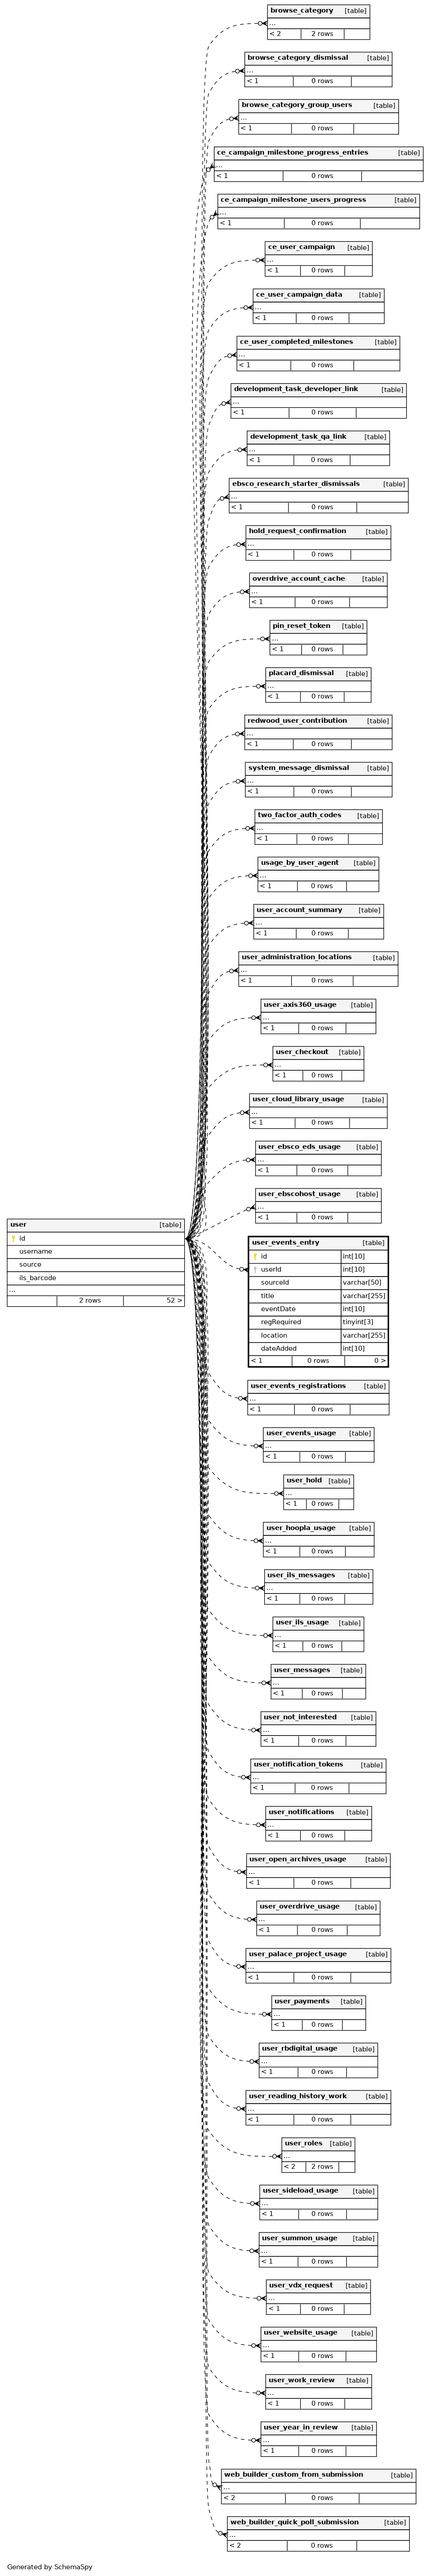 browse_category [table]
...
< 2 2 rows
browse_category_dismissal [table]
...
< 1 0 rows
browse_category_group_users [table]
...
< 1 0 rows
ce_campaign_milestone_progress_entries [table]
...
< 1 0 rows
ce_campaign_milestone_users_progress [table]
...
< 1 0 rows
ce_user_campaign [table]
...
< 1 0 rows
ce_user_campaign_data [table]
...
< 1 0 rows
ce_user_completed_milestones [table]
...
< 1 0 rows
development_task_developer_link [table]
...
< 1 0 rows
development_task_qa_link [table]
...
< 1 0 rows
ebsco_research_starter_dismissals [table]
...
< 1 0 rows
hold_request_confirmation [table]
...
< 1 0 rows
overdrive_account_cache [table]
...
< 1 0 rows
pin_reset_token [table]
...
< 1 0 rows
placard_dismissal [table]
...
< 1 0 rows
redwood_user_contribution [table]
...
< 1 0 rows
system_message_dismissal [table]
...
< 1 0 rows
two_factor_auth_codes [table]
...
< 1 0 rows
usage_by_user_agent [table]
...
< 1 0 rows
user_account_summary [table]
...
< 1 0 rows
user_administration_locations [table]
...
< 1 0 rows
user_axis360_usage [table]
...
< 1 0 rows
user_checkout [table]
...
< 1 0 rows
user_cloud_library_usage [table]
...
< 1 0 rows
user_ebsco_eds_usage [table]
...
< 1 0 rows
user_ebscohost_usage [table]
...
< 1 0 rows
user [table]
id
username
source
ils_barcode
...
2 rows 52 >
user_events_entry [table]
id int[10]
userId int[10]
sourceId varchar[50]
title varchar[255]
eventDate int[10]
regRequired tinyint[3]
location varchar[255]
dateAdded int[10]
< 1 0 rows 0 >
user_events_registrations [table]
...
< 1 0 rows
user_events_usage [table]
...
< 1 0 rows
user_hold [table]
...
< 1 0 rows
user_hoopla_usage [table]
...
< 1 0 rows
user_ils_messages [table]
...
< 1 0 rows
user_ils_usage [table]
...
< 1 0 rows
user_messages [table]
...
< 1 0 rows
user_not_interested [table]
...
< 1 0 rows
user_notification_tokens [table]
...
< 1 0 rows
user_notifications [table]
...
< 1 0 rows
user_open_archives_usage [table]
...
< 1 0 rows
user_overdrive_usage [table]
...
< 1 0 rows
user_palace_project_usage [table]
...
< 1 0 rows
user_payments [table]
...
< 1 0 rows
user_rbdigital_usage [table]
...
< 1 0 rows
user_reading_history_work [table]
...
< 1 0 rows
user_roles [table]
...
< 2 2 rows
user_sideload_usage [table]
...
< 1 0 rows
user_summon_usage [table]
...
< 1 0 rows
user_vdx_request [table]
...
< 1 0 rows
user_website_usage [table]
...
< 1 0 rows
user_work_review [table]
...
< 1 0 rows
user_year_in_review [table]
...
< 1 0 rows
web_builder_custom_from_submission [table]
...
< 2 0 rows
web_builder_quick_poll_submission [table]
...
< 2 0 rows
Generated by SchemaSpy